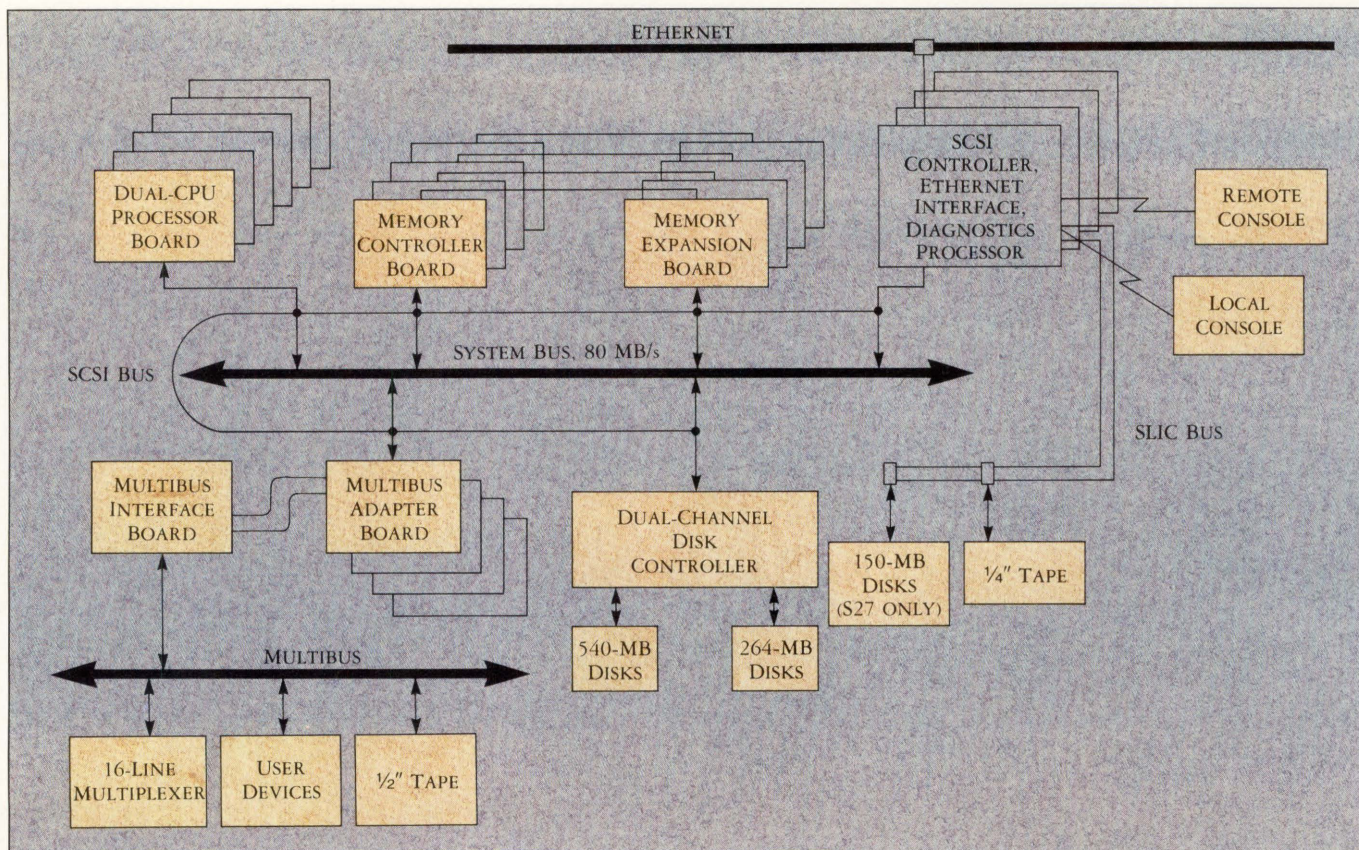 ETHERNET
DUAL-CPU
PROCESSOR
BOARD
MEMORY
CONTROLLER
BOARD
MEMORY
EXPANSION
BOARD
SCSI
CONTROLLER,
ETHERNET
INTERFACE,
DIAGNOSTICS
PROCESSOR
REMOTE
CONSOLE
LOCAL
CONSOLE
SYSTEM BUS, 80 MB/s
SCSI BUS
SLIC BUS
MULTIBUS
INTERFACE
BOARD
MULTIBUS
ADAPTER
BOARD
DUAL-CHANNEL
DISK
CONTROLLER
150-MB
DISKS
(S27 ONLY)
¼" TAPE
540-MB
DISKS
264-MB
DISKS
MULTIBUS
16-LINE
MULTIPLEXER
USER
DEVICES
½" TAPE